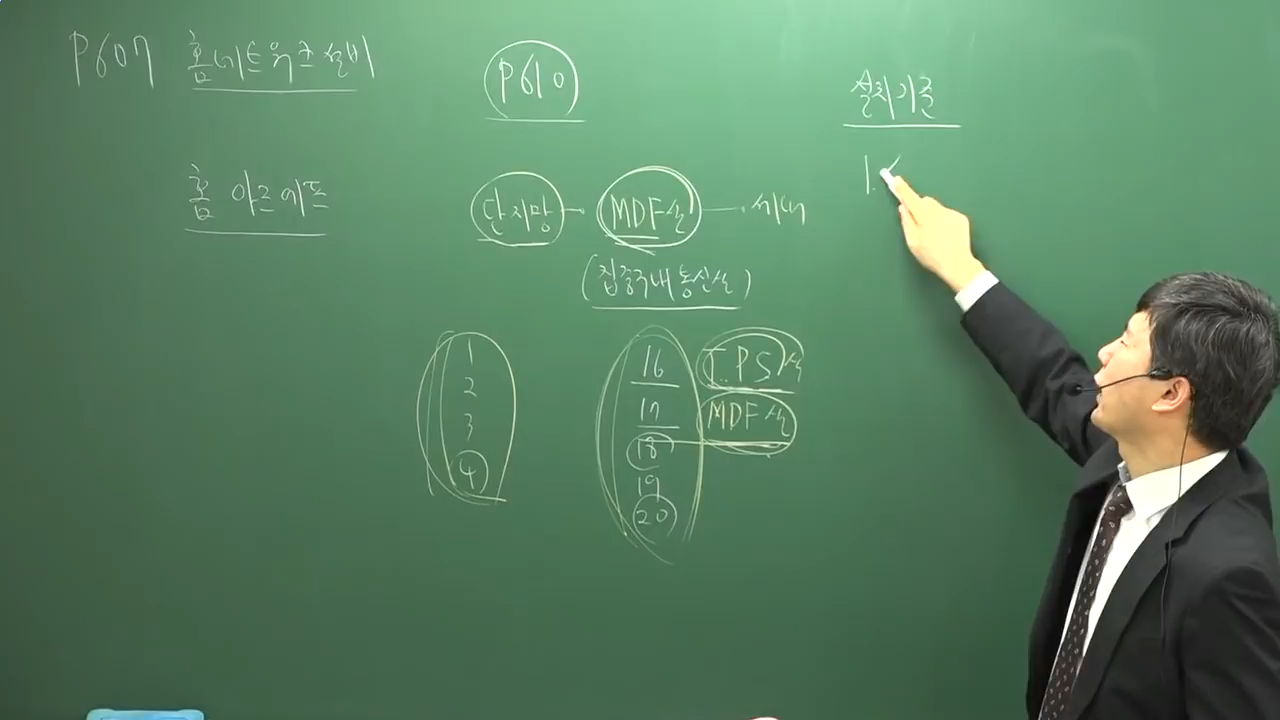 P607 홈네트워크설비
홈 아르이뜨
P610
단지망 MDF실 세대
(집중구내통신실)
1
2
3
4
16 T.P.S실
17 MDF실
18
19
20
설치기준
1.